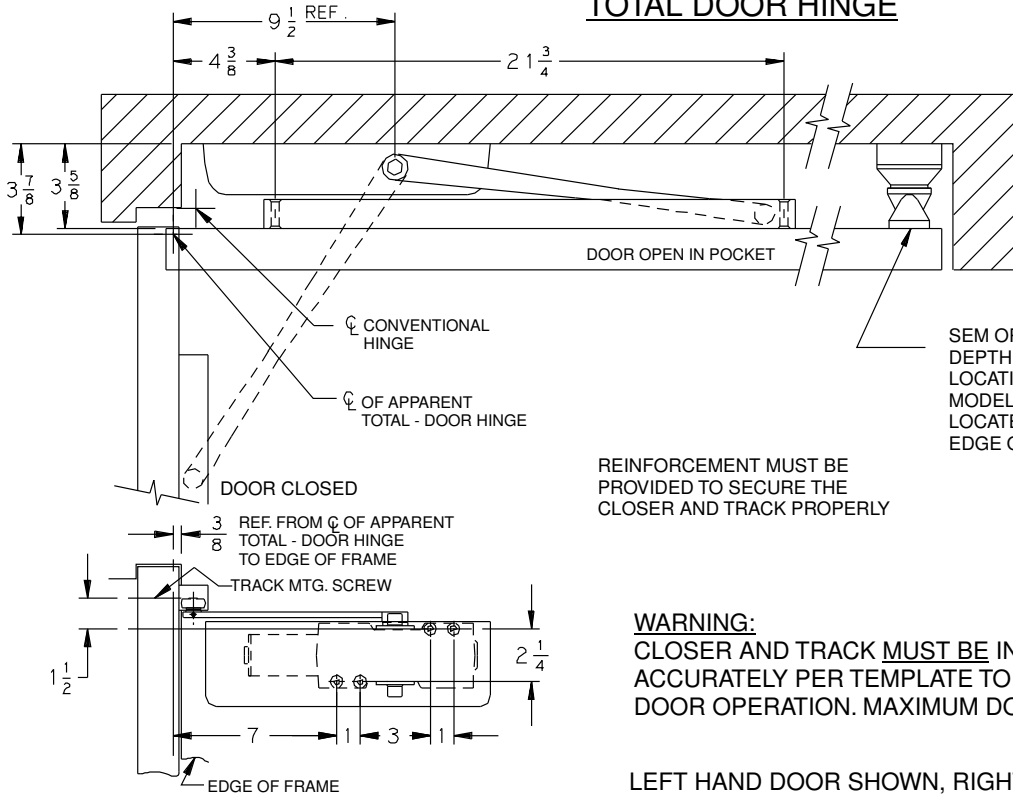 TOTAL DOOR HINGE
9 1/2 REF.
4 3/8
21 3/4
3 7/8
3 5/8
DOOR OPEN IN POCKET
℄ CONVENTIONAL
HINGE
℄ OF APPARENT
TOTAL - DOOR HINGE
SEM OF
DEPTH
LOCATI
MODEL
LOCATE
EDGE O
REINFORCEMENT MUST BE
PROVIDED TO SECURE THE
CLOSER AND TRACK PROPERLY
DOOR CLOSED
3/8
REF. FROM ℄ OF APPARENT
TOTAL - DOOR HINGE
TO EDGE OF FRAME
TRACK MTG. SCREW
1 1/2
2 1/4
7
1
3
1
EDGE OF FRAME
WARNING:
CLOSER AND TRACK MUST BE IN
ACCURATELY PER TEMPLATE TO
DOOR OPERATION. MAXIMUM DO
LEFT HAND DOOR SHOWN, RIGHT